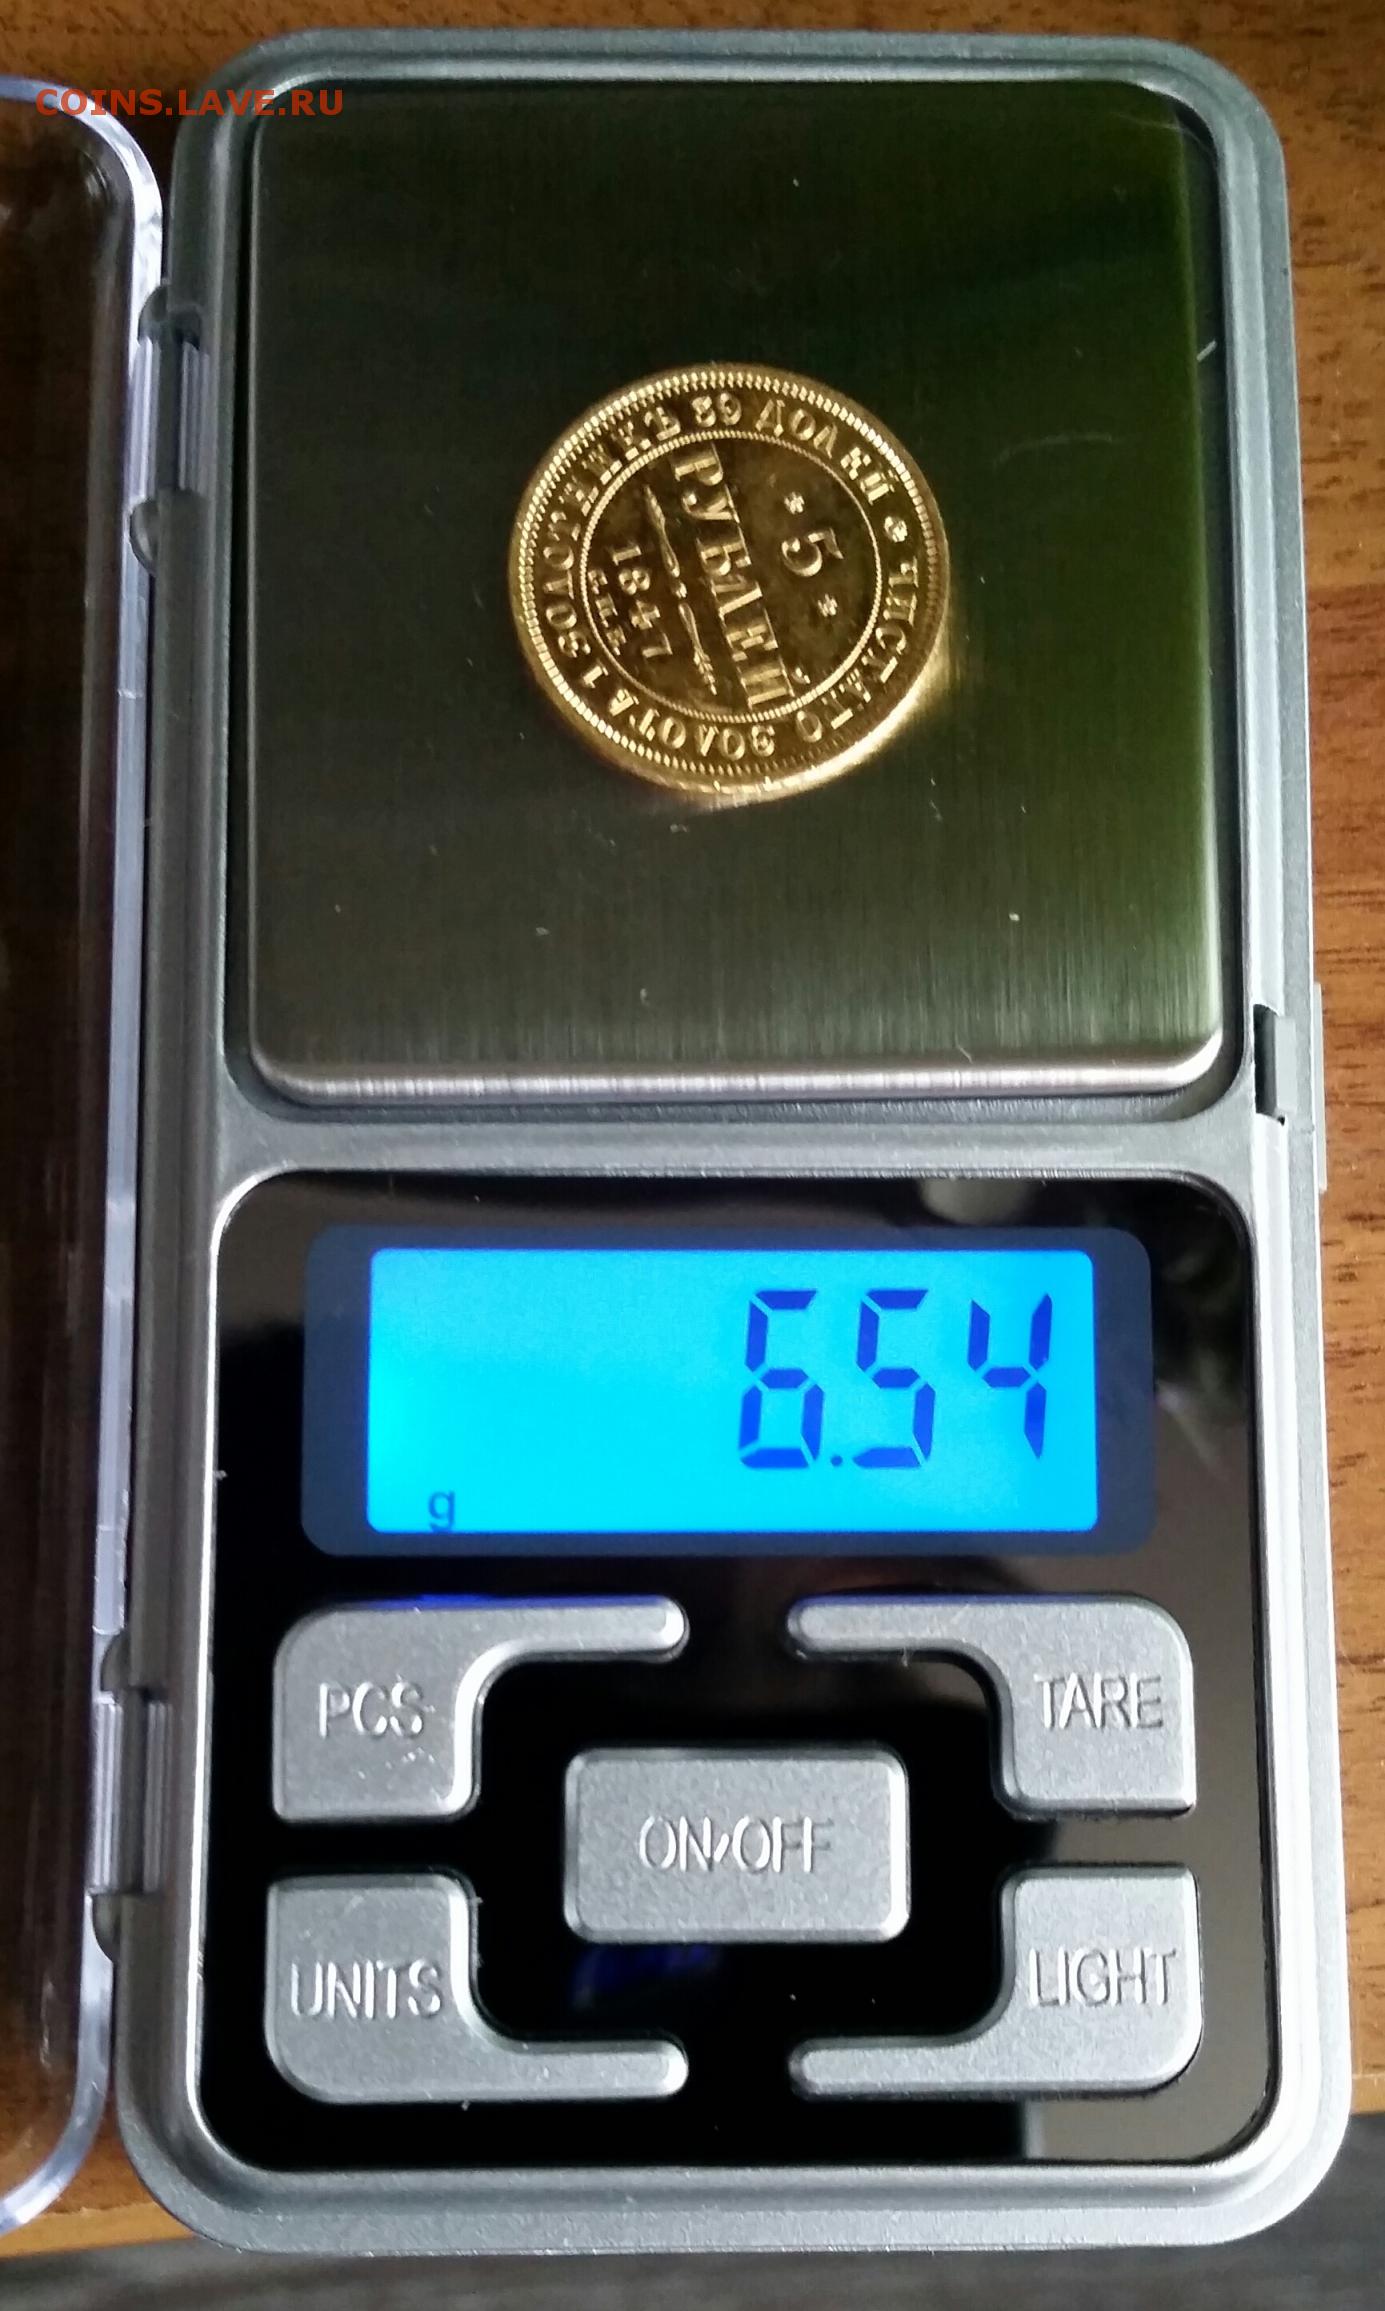 COINS.LAVE.RU
ЧИСТАГО ЗОЛОТА 1 ЗОЛОТНИКЪ 39 ДОЛЕЙ
5
РУБЛЕЙ
1847
С.П.Б.
6.54
g
PCS
TARE
ON/OFF
UNITS
LIGHT